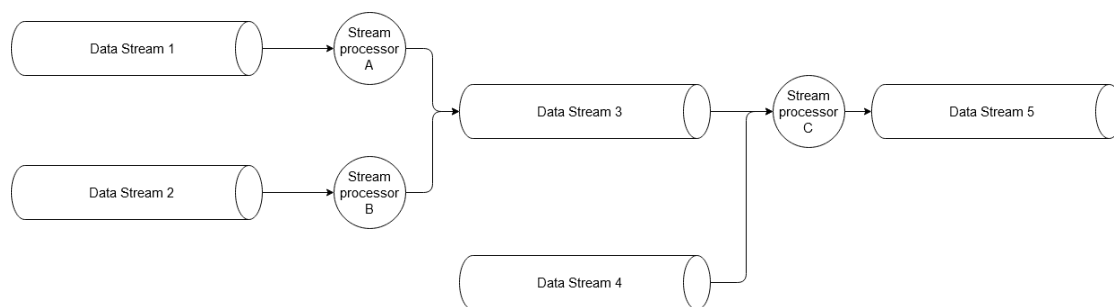 Data Stream 1
Stream
processor
A
Data Stream 3
Stream
processor
C
Data Stream 5
Data Stream 2
Stream
processor
B
Data Stream 4